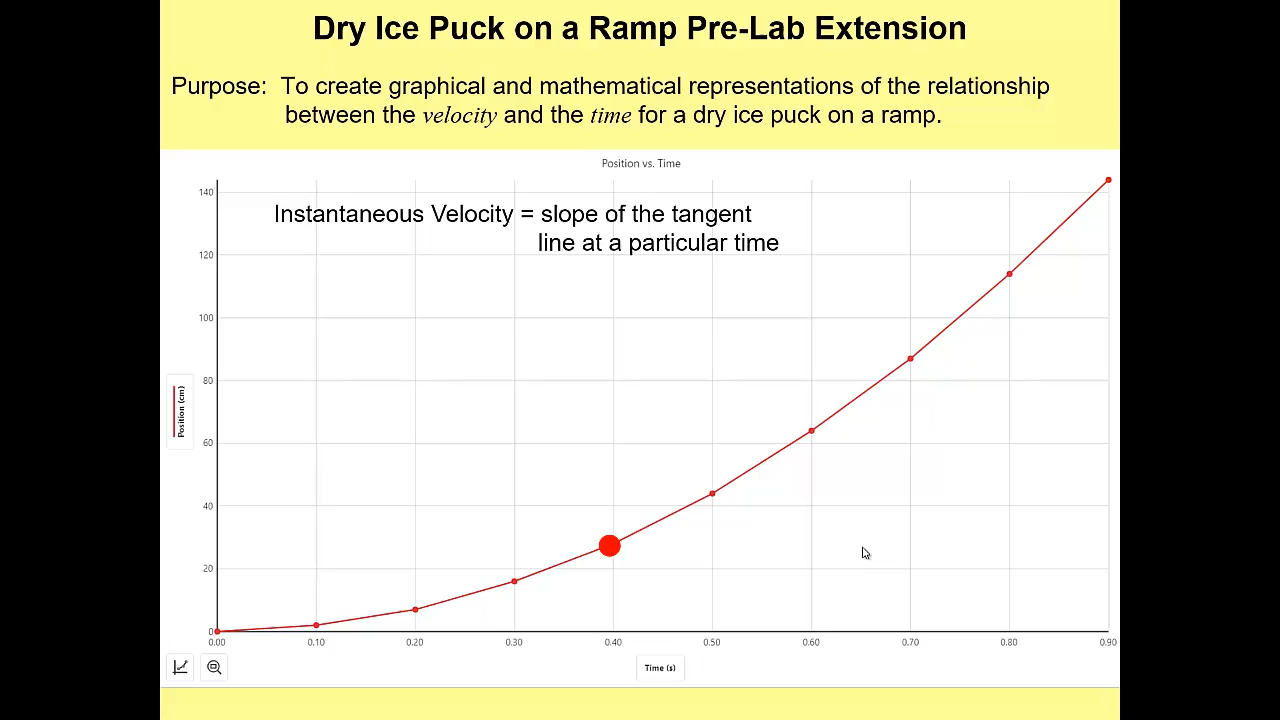 Dry Ice Puck on a Ramp Pre-Lab Extension
Purpose: To create graphical and mathematical representations of the relationship
between the velocity and the time for a dry ice puck on a ramp.
Position vs. Time
Instantaneous Velocity = slope of the tangent
line at a particular time
140
120
100
80
60
40
20
0
Position (cm)
0.00 0.10 0.20 0.30 0.40 0.50 0.60 0.70 0.80 0.90
Time (s)